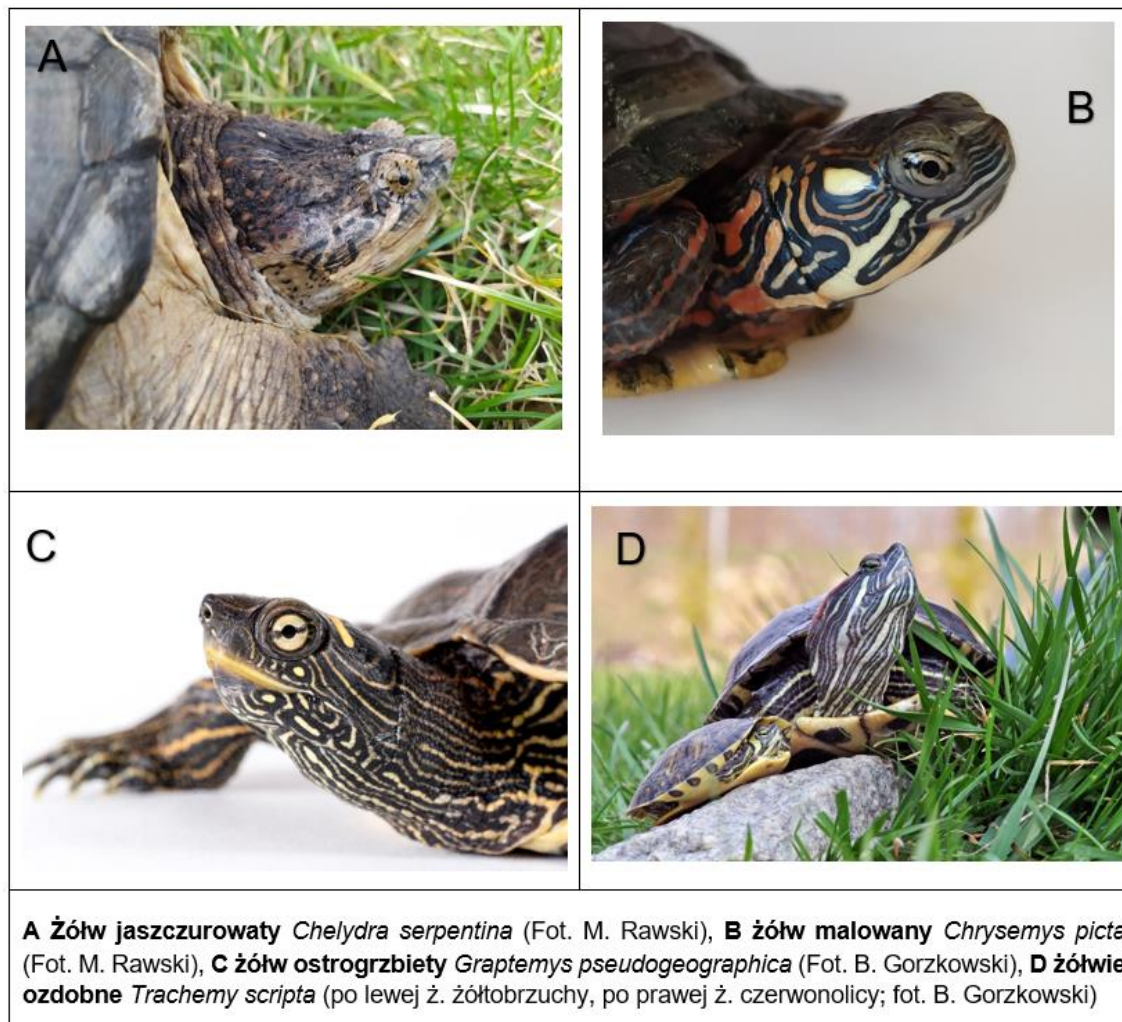 A
B
C
D
A Żółw jaszczurowaty Chelydra serpentina (Fot. M. Rawski), B żółw malowany Chrysemys picta
(Fot. M. Rawski), C żółw ostrogrzbiety Graptemys pseudogeographica (Fot. B. Gorzkowski), D żółwie
ozdobne Trachemy scripta (po lewej ż. żółtobrzuchy, po prawej ż. czerwonolicy; fot. B. Gorzkowski)